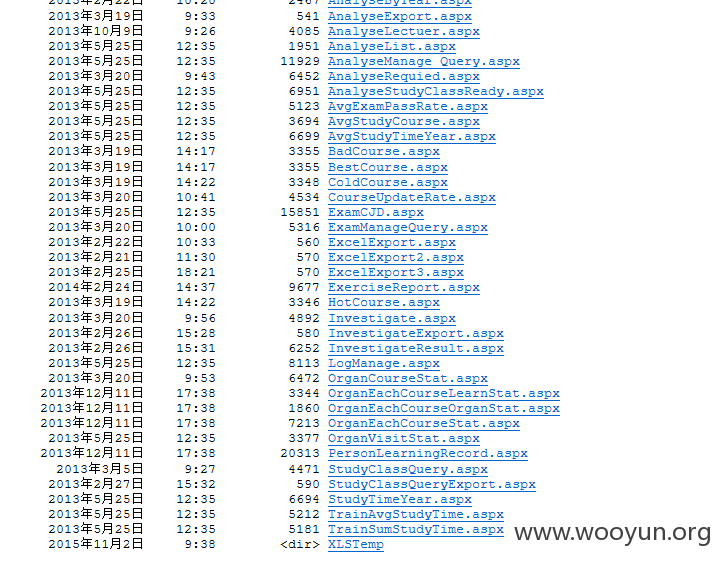 2013年2月22日 10:20 2467 AnalyseByYear.aspx
2013年3月19日 9:33 541 AnalyseExport.aspx
2013年10月9日 9:26 4085 AnalyseLectuer.aspx
2013年5月25日 12:35 1951 AnalyseList.aspx
2013年5月25日 12:35 11929 AnalyseManage_Query.aspx
2013年3月20日 9:43 6452 AnalyseRequied.aspx
2013年5月25日 12:35 6951 AnalyseStudyClassReady.aspx
2013年5月25日 12:35 5123 AvgExamPassRate.aspx
2013年5月25日 12:35 3694 AvgStudyCourse.aspx
2013年5月25日 12:35 6699 AvgStudyTimeYear.aspx
2013年3月19日 14:17 3355 BadCourse.aspx
2013年3月19日 14:17 3355 BestCourse.aspx
2013年3月19日 14:22 3348 ColdCourse.aspx
2013年3月20日 10:41 4534 CourseUpdateRate.aspx
2013年5月25日 12:35 15851 ExamCJD.aspx
2013年3月20日 10:00 5316 ExamManageQuery.aspx
2013年2月22日 10:33 560 ExcelExport.aspx
2013年2月21日 11:30 570 ExcelExport2.aspx
2013年2月25日 18:21 570 ExcelExport3.aspx
2014年2月24日 14:37 9677 ExerciseReport.aspx
2013年3月19日 14:22 3346 HotCourse.aspx
2013年3月20日 9:56 4892 Investigate.aspx
2013年2月26日 15:28 580 InvestigateExport.aspx
2013年2月26日 15:31 6252 InvestigateResult.aspx
2013年5月25日 12:35 8113 LogManage.aspx
2013年3月20日 9:53 6472 OrganCourseStat.aspx
2013年12月11日 17:38 3344 OrganEachCourseLearnStat.aspx
2013年12月11日 17:38 1860 OrganEachCourseOrganStat.aspx
2013年12月11日 17:38 7213 OrganEachCourseStat.aspx
2013年5月25日 12:35 3377 OrganVisitStat.aspx
2013年12月11日 17:38 20313 PersonLearningRecord.aspx
2013年3月5日 9:27 4471 StudyClassQuery.aspx
2013年2月27日 15:32 590 StudyClassQueryExport.aspx
2013年5月25日 12:35 6694 StudyTimeYear.aspx
2013年5月25日 12:35 5212 TrainAvgStudyTime.aspx
2013年5月25日 12:35 5181 TrainSumStudyTime.aspx
2015年11月2日 9:38 <dir> XLSTemp
www.wooyun.org